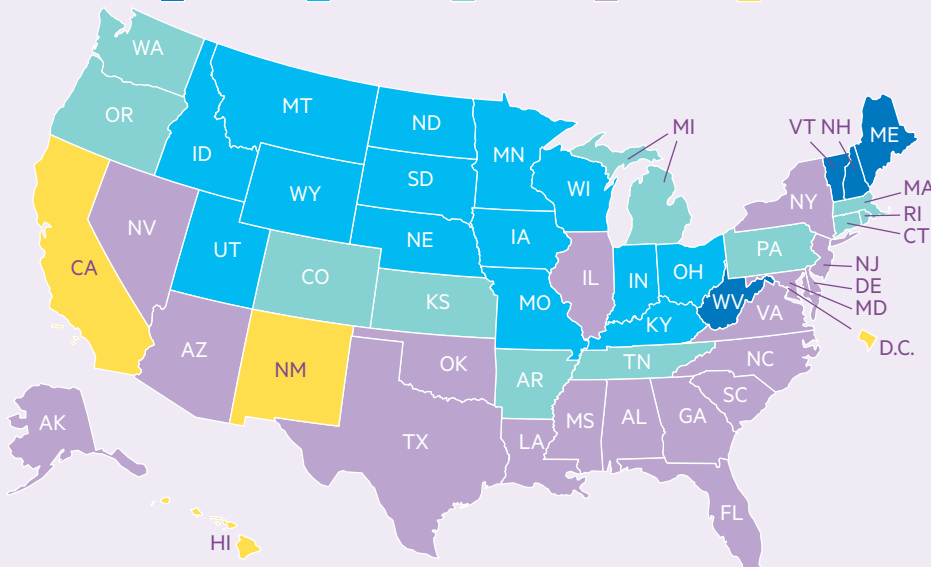 WA
OR
ID
MT
ND
MN
WI
MI
VT NH
ME
MA
RI
CT
NY
PA
NJ
DE
MD
D.C.
SD
WY
NE
IA
IL
IN
OH
WV
VA
KY
MO
KS
CO
UT
NV
CA
AZ
NM
OK
AR
TN
NC
SC
GA
AL
MS
LA
TX
FL
AK
HI